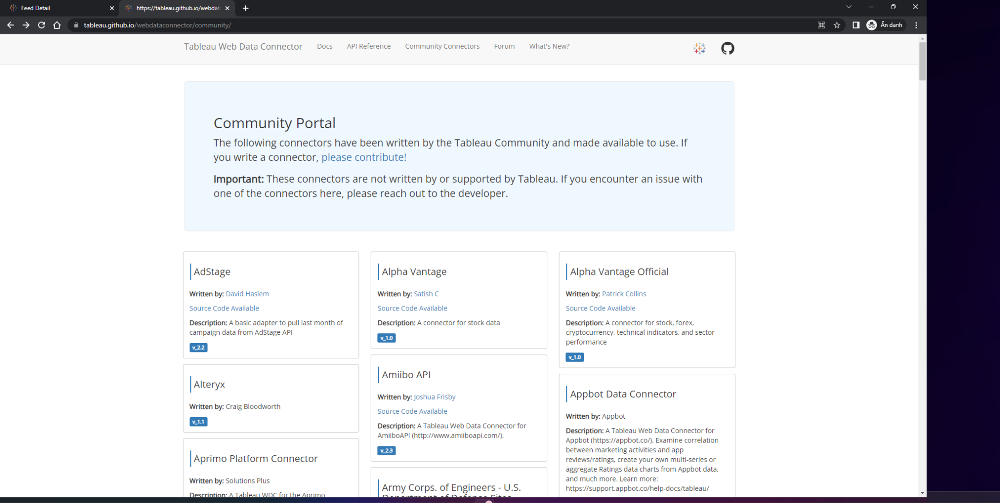 Feed Detail
https://tableau.github.io/webdat
tableau.github.io/webdataconnector/community/
Ẩn danh
Tableau Web Data Connector
Docs
API Reference
Community Connectors
Forum
What's New?
Community Portal
The following connectors have been written by the Tableau Community and made available to use. If
you write a connector, please contribute!
Important: These connectors are not written by or supported by Tableau. If you encounter an issue with
one of the connectors here, please reach out to the developer.
AdStage
Written by: David Haslem
Source Code Available
Description: A basic adapter to pull last month of
campaign data from AdStage API
v_2.2
Alteryx
Written by: Craig Bloodworth
v_1.1
Aprimo Platform Connector
Written by: Solutions Plus
Description: A Tableau WDC for the Aprimo
Alpha Vantage
Written by: Satish C
Source Code Available
Description: A connector for stock data
v_1.0
Amiibo API
Written by: Joshua Frisby
Source Code Available
Description: A Tableau Web Data Connector for
AmiiboAPI (http://www.amiiboapi.com/).
v_2.3
Army Corps. of Engineers - U.S.
Department of Defense Sites
Alpha Vantage Official
Written by: Patrick Collins
Source Code Available
Description: A connector for stock, forex,
cryptocurrency, technical indicators, and sector
performance
v_1.0
Appbot Data Connector
Written by: Appbot
Description: A Tableau Web Data Connector for
Appbot (https://appbot.co/). Examine correlation
between marketing activities and app
reviews/ratings, create your own multi-series or
aggregate Ratings data charts from Appbot data,
and much more. Learn more:
https://support.appbot.co/help-docs/tableau/